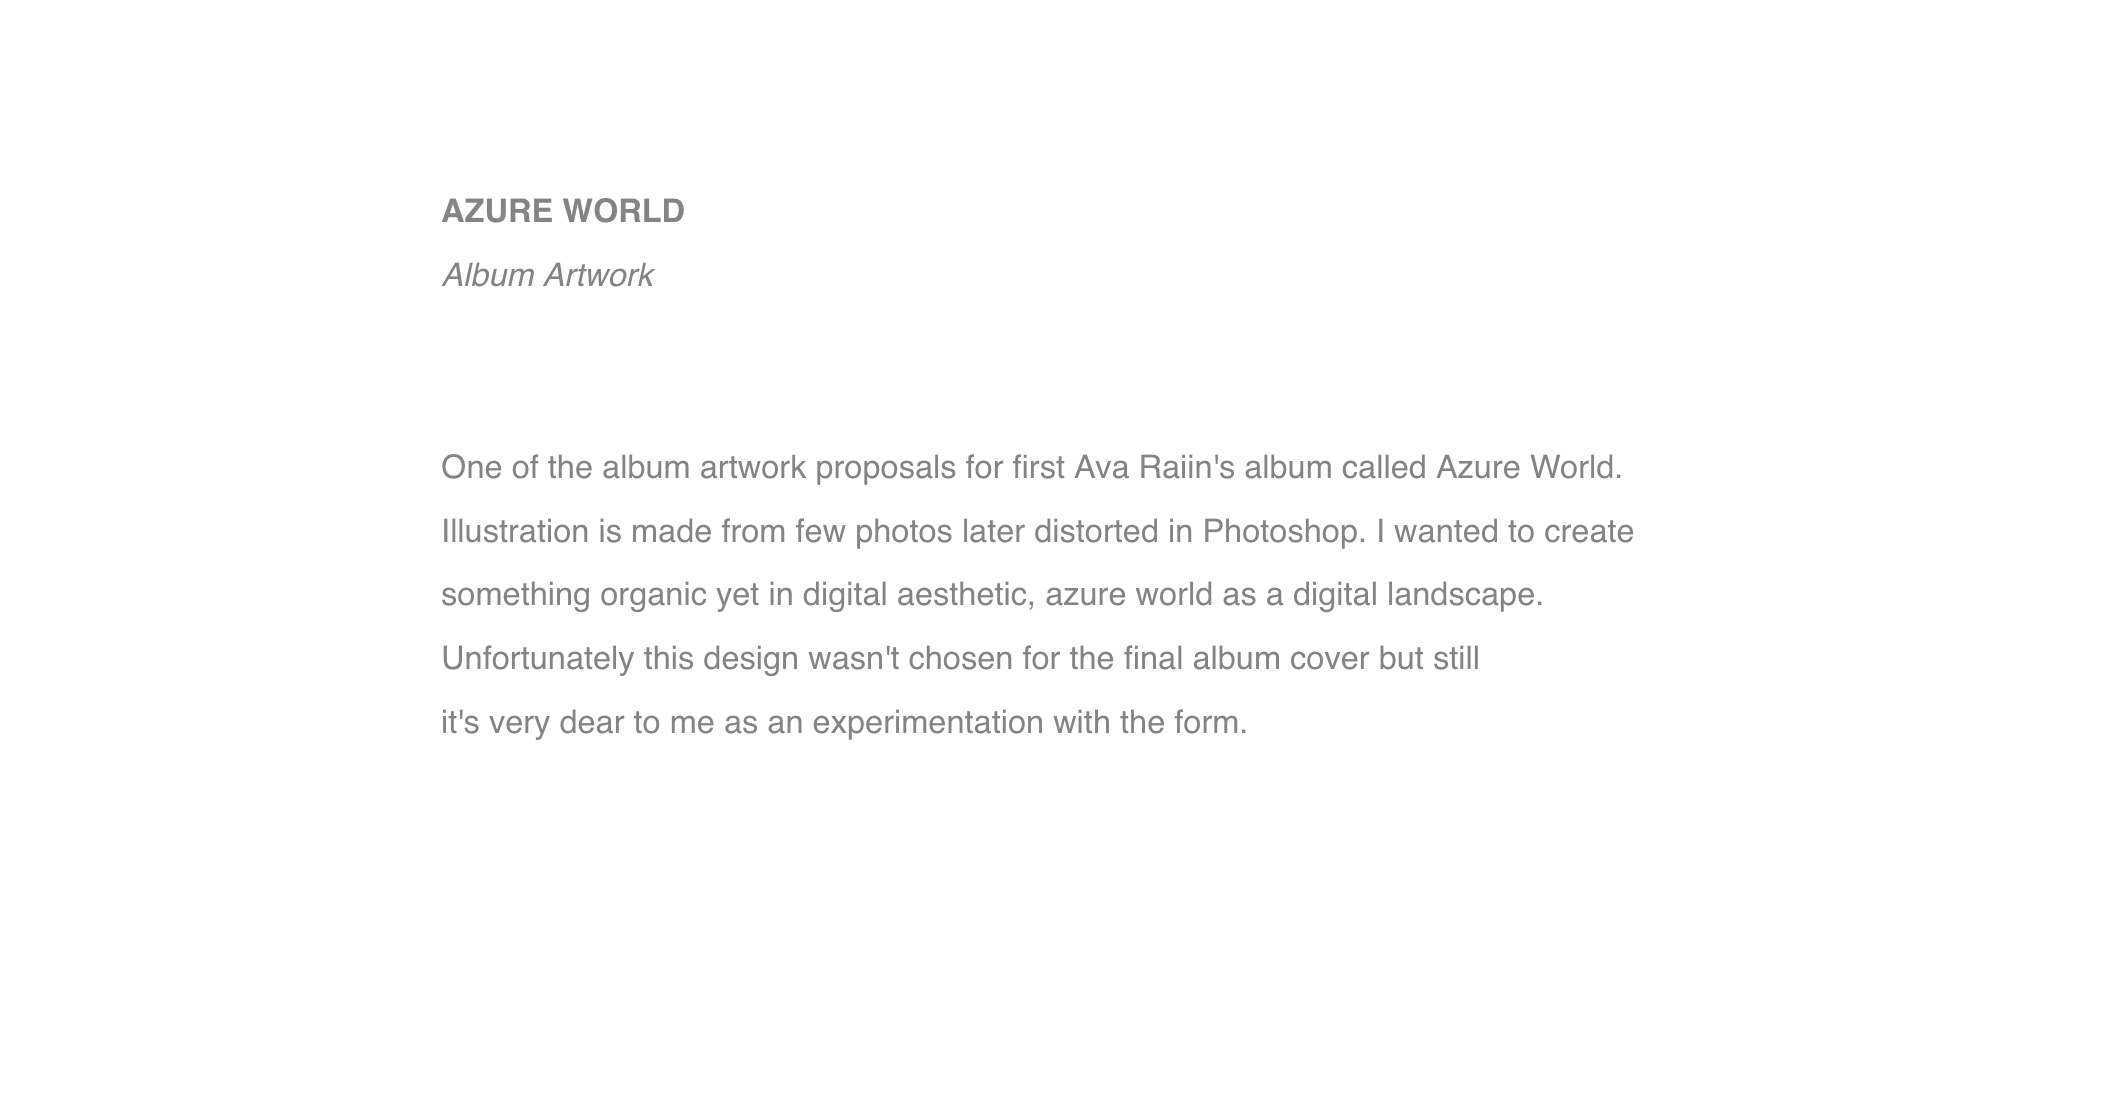 AZURE WORLD
Album Artwork
One of the album artwork proposals for first Ava Raiin's album called Azure World.
Illustration is made from few photos later distorted in Photoshop. I wanted to create
something organic yet in digital aesthetic, azure world as a digital landscape.
Unfortunately this design wasn't chosen for the final album cover but still
it's very dear to me as an experimentation with the form.